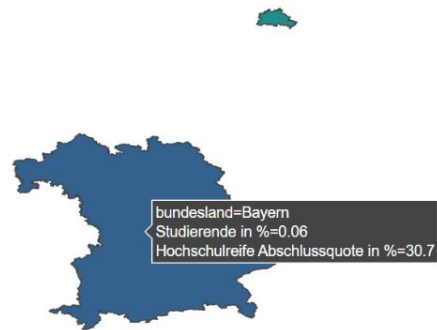 bundesland=Bayern
Studierende in %=0.06
Hochschulreife Abschlussquote in %=30.7